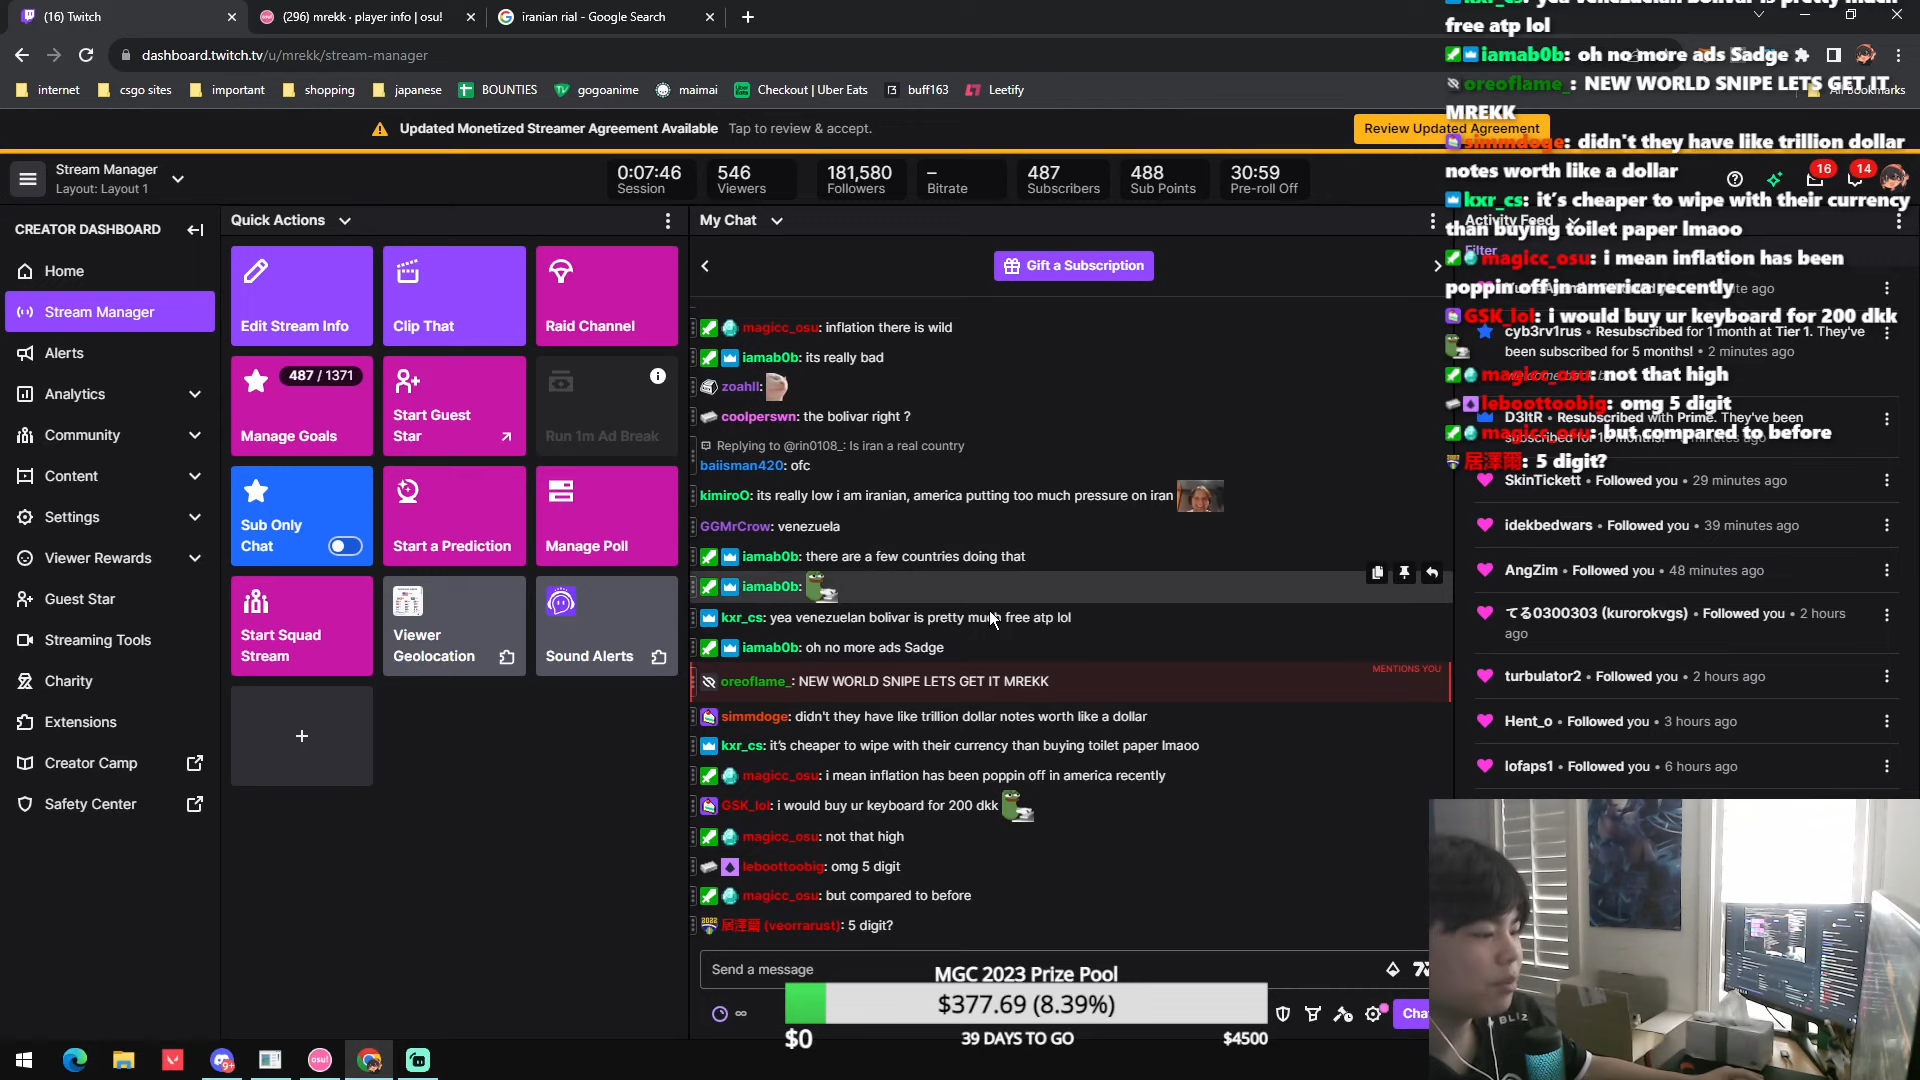 (16) Twitch
(296) mrekk · player info | osu!
iranian rial - Google Search
dashboard.twitch.tv/u/mrekk/stream-manager
internet
csgo sites
important
shopping
japanese
BOUNTIES
gogoanime
maimai
Checkout | Uber Eats
buff163
Leetify
All Bookmarks
Updated Monetized Streamer Agreement Available Tap to review & accept.
Review Updated Agreement
Stream Manager
Layout: Layout 1
0:07:46
Session
546
Viewers
181,580
Followers
–
Bitrate
487
Subscribers
488
Sub Points
30:59
Pre-roll Off
16
14
CREATOR DASHBOARD
Home
Stream Manager
Alerts
Analytics
Community
Content
Settings
Viewer Rewards
Guest Star
Streaming Tools
Charity
Extensions
Creator Camp
Safety Center
Quick Actions
Edit Stream Info
Clip That
Raid Channel
487 / 1371
Manage Goals
Start Guest
Star
Run 1m Ad Break
Sub Only
Chat
Start a Prediction
Manage Poll
Start Squad
Stream
Viewer
Geolocation
Sound Alerts
My Chat
Gift a Subscription
magicc_osu: inflation there is wild
iamab0b: its really bad
zoahll:
coolperswn: the bolivar right ?
Replying to @rin0108_: Is iran a real country
baiisman420: ofc
kimiroO: its really low i am iranian, america putting too much pressure on iran
GGMrCrow: venezuela
iamab0b: there are a few countries doing that
iamab0b:
kxr_cs: yea venezuelan bolivar is pretty much free atp lol
iamab0b: oh no more ads Sadge
MENTIONS YOU
oreoflame_: NEW WORLD SNIPE LETS GET IT MREKK
simmdoge: didn't they have like trillion dollar notes worth like a dollar
kxr_cs: it's cheaper to wipe with their currency than buying toilet paper lmaoo
magicc_osu: i mean inflation has been poppin off in america recently
GSK_lol: i would buy ur keyboard for 200 dkk
magicc_osu: not that high
leboottoobig: omg 5 digit
magicc_osu: but compared to before
居澤爾 (veorrarust): 5 digit?
Send a message
Chat
MGC 2023 Prize Pool
$377.69 (8.39%)
$0
39 DAYS TO GO
$4500
Activity Feed
Filter
cyb3rv1rus • Resubscribed for 1 month at Tier 1. They've
been subscribed for 5 months! • 2 minutes ago
D3ltR • Resubscribed with Prime. They've been
SkinTickett • Followed you • 29 minutes ago
idekbedwars • Followed you • 39 minutes ago
AngZim • Followed you • 48 minutes ago
てる0300303 (kurorokvgs) • Followed you • 2 hours
ago
turbulator2 • Followed you • 2 hours ago
Hent_o • Followed you • 3 hours ago
lofaps1 • Followed you • 6 hours ago
kxr_cs: yea venezuelan bolivar is pretty much
free atp lol
iamab0b: oh no more ads Sadge
oreoflame_: NEW WORLD SNIPE LETS GET IT
MREKK
simmdoge: didn't they have like trillion dollar
notes worth like a dollar
kxr_cs: it's cheaper to wipe with their currency
than buying toilet paper lmaoo
magicc_osu: i mean inflation has been
poppin off in america recently
GSK_lol: i would buy ur keyboard for 200 dkk
magicc_osu: not that high
leboottoobig: omg 5 digit
magicc_osu: but compared to before
居澤爾: 5 digit?